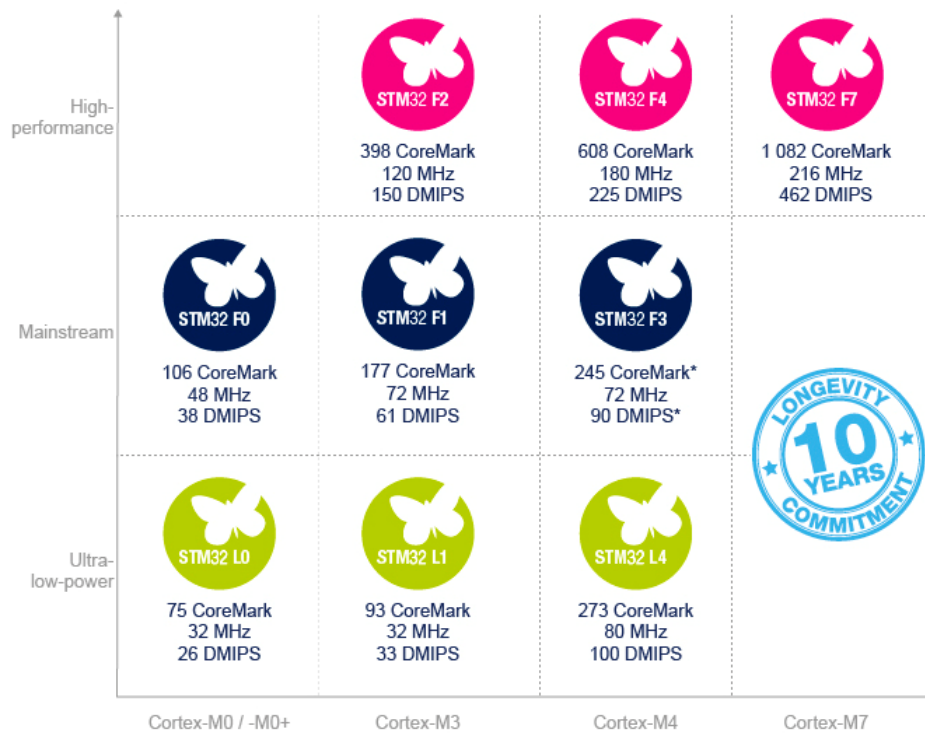 High-
performance
STM32 F2
398 CoreMark
120 MHz
150 DMIPS
STM32 F4
608 CoreMark
180 MHz
225 DMIPS
STM32 F7
1 082 CoreMark
216 MHz
462 DMIPS
Mainstream
STM32 F0
106 CoreMark
48 MHz
38 DMIPS
STM32 F1
177 CoreMark
72 MHz
61 DMIPS
STM32 F3
245 CoreMark*
72 MHz
90 DMIPS*
LONGEVITY
10
YEARS
COMMITMENT
Ultra-
low-power
STM32 L0
75 CoreMark
32 MHz
26 DMIPS
STM32 L1
93 CoreMark
32 MHz
33 DMIPS
STM32 L4
273 CoreMark
80 MHz
100 DMIPS
Cortex-M0 / -M0+
Cortex-M3
Cortex-M4
Cortex-M7